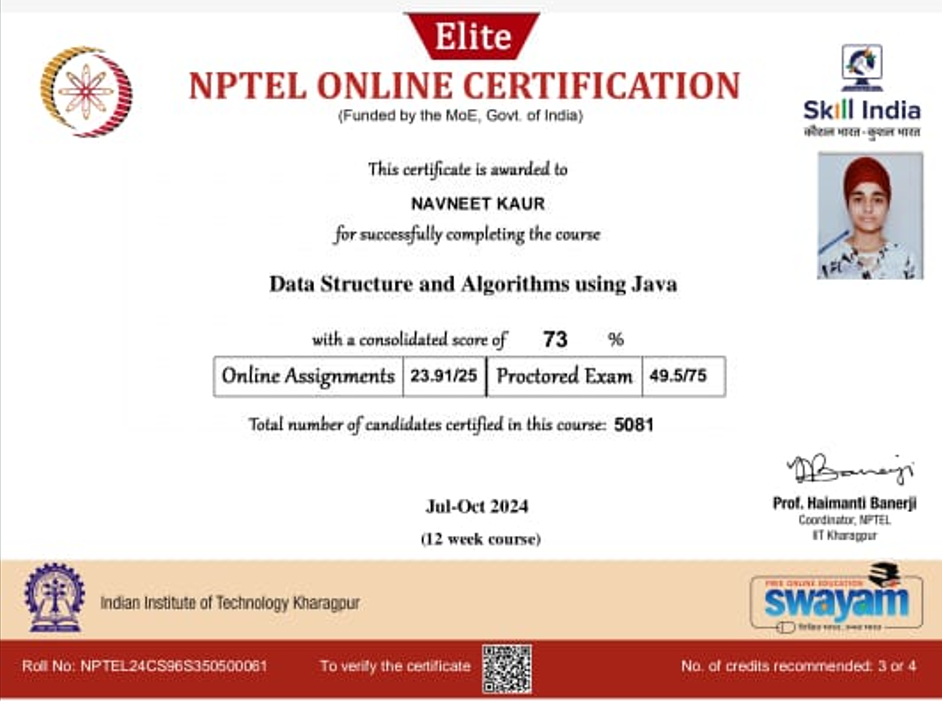 Elite
NPTEL ONLINE CERTIFICATION
(Funded by the MoE, Govt. of India)
Skill India
कौशल भारत - कुशल भारत
This certificate is awarded to
NAVNEET KAUR
for successfully completing the course
Data Structure and Algorithms using Java
with a consolidated score of 73 %
Online Assignments 23.91/25 Proctored Exam 49.5/75
Total number of candidates certified in this course: 5081
Jul-Oct 2024
(12 week course)
Prof. Haimanti Banerji
Coordinator, NPTEL
IIT Kharagpur
Indian Institute of Technology Kharagpur
FREE ONLINE EDUCATION
swayam
शिक्षित भारत, उन्नत भारत
Roll No: NPTEL24CS96S350500061
To verify the certificate
No. of credits recommended: 3 or 4